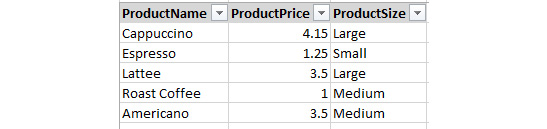 ProductName ProductPrice ProductSize
Cappuccino 4.15 Large
Espresso 1.25 Small
Lattee 3.5 Large
Roast Coffee 1 Medium
Americano 3.5 Medium